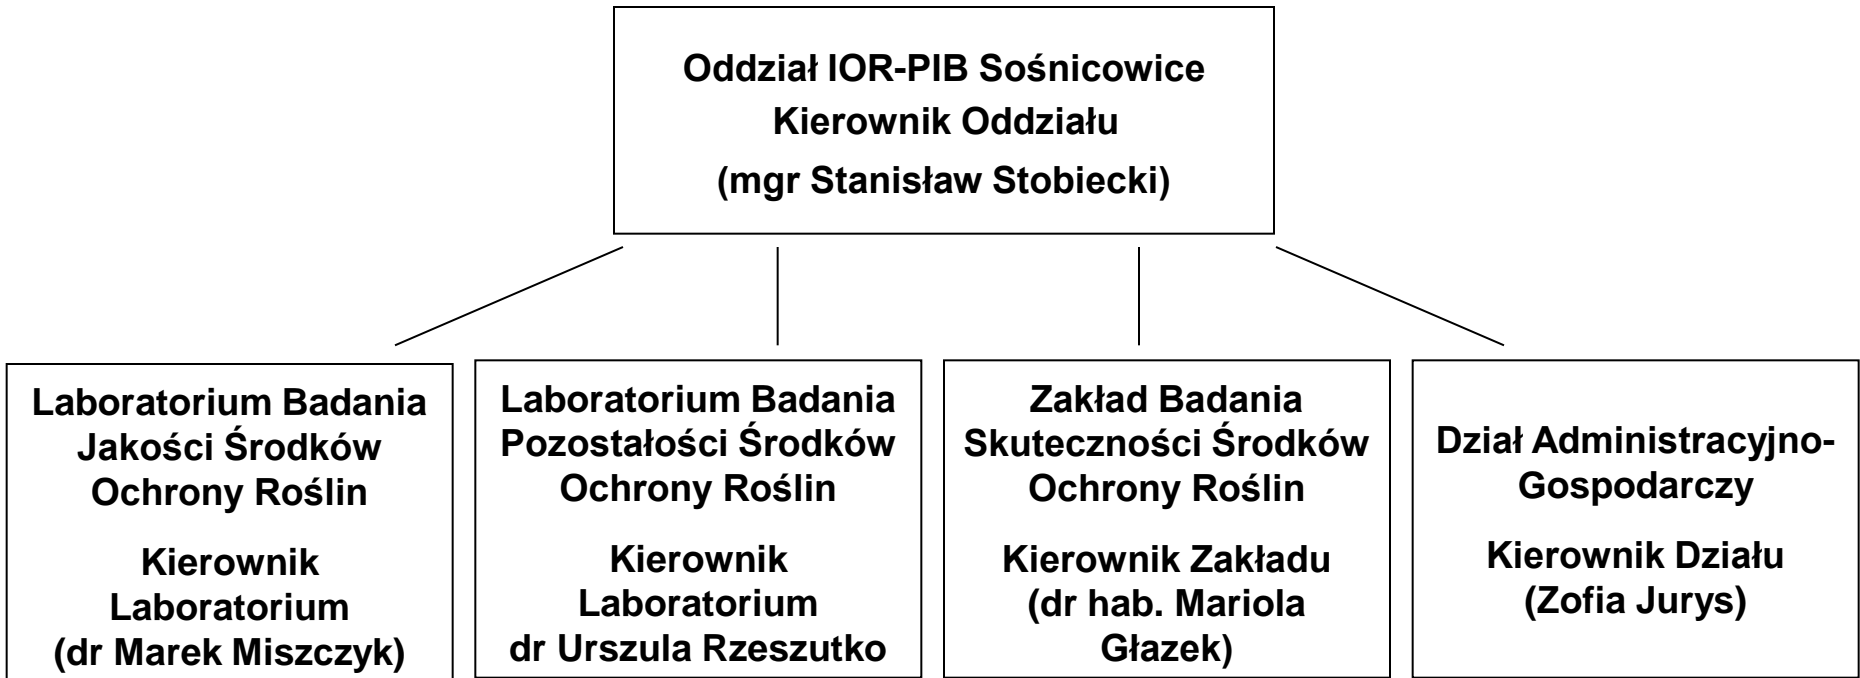 Oddział IOR-PIB Sośnicowice
Kierownik Oddziału
(mgr Stanisław Stobiecki)
Laboratorium Badania
Jakości Środków
Ochrony Roślin
Kierownik
Laboratorium
(dr Marek Miszczyk)
Laboratorium Badania
Pozostałości Środków
Ochrony Roślin
Kierownik
Laboratorium
dr Urszula Rzeszutko
Zakład Badania
Skuteczności Środków
Ochrony Roślin
Kierownik Zakładu
(dr hab. Mariola
Głazek)
Dział Administracyjno-
Gospodarczy
Kierownik Działu
(Zofia Jurys)